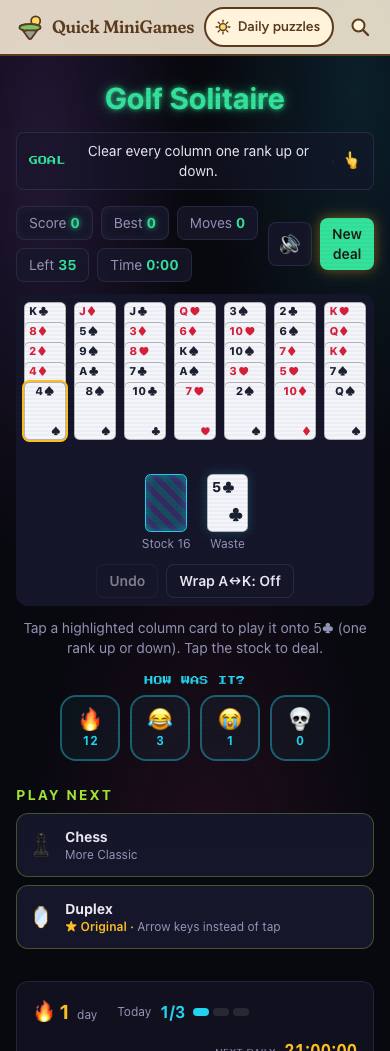 Quick MiniGames
Daily puzzles
Golf Solitaire
GOAL
Clear every column one rank up or
down.
Score 0
Best 0
Moves 0
Left 35
Time 0:00
New
deal
K♣ J♦ J♣ Q♥ 3♠ 2♣ K♥
8♦ 5♠ 3♦ 6♦ 10♥ 6♠ Q♦
2♦ 9♠ 8♥ K♠ 10♠ 7♦ K♦
4♦ A♣ 7♣ A♠ 3♥ 5♥ 7♠
4♠ 8♠ 10♣ 7♥ 2♠ 10♦ Q♠
5♣
Stock 16
Waste
Undo
Wrap A↔K: Off
Tap a highlighted column card to play it onto 5♣ (one
rank up or down). Tap the stock to deal.
HOW WAS IT?
12
3
1
0
PLAY NEXT
Chess
More Classic
Duplex
Original · Arrow keys instead of tap
1 day
Today 1/3
NEXT DAILY 21:00:00